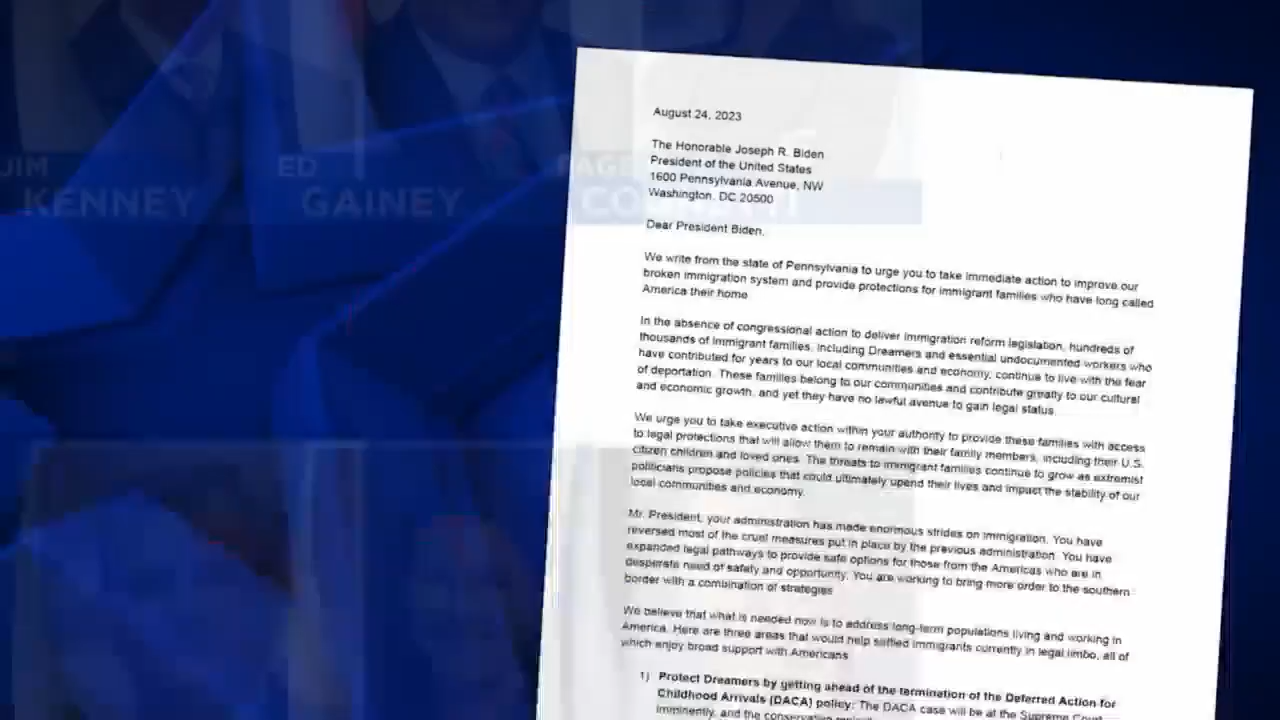 JIM
KENNEY
ED
GAINEY
PAGE
August 24, 2023
The Honorable Joseph R. Biden
President of the United States
1600 Pennsylvania Avenue, NW
Washington, DC 20500
Dear President Biden,
We write from the state of Pennsylvania to urge you to take immediate action to improve our
broken immigration system and provide protections for immigrant families who have long called
America their home
In the absence of congressional action to deliver immigration reform legislation, hundreds of
thousands of immigrant families, including Dreamers and essential undocumented workers who
have contributed for years to our local communities and economy, continue to live with the fear
of deportation. These families belong to our communities and contribute greatly to our cultural
and economic growth, and yet they have no lawful avenue to gain legal status.
We urge you to take executive action within your authority to provide these families with access
to legal protections that will allow them to remain with their family members, including their U.S.
citizen children and loved ones. The threats to immigrant families continue to grow as extremist
politicians propose policies that could ultimately upend their lives and impact the stability of our
local communities and economy.
Mr. President, your administration has made enormous strides on immigration. You have
reversed most of the cruel measures put in place by the previous administration. You have
expanded legal pathways to provide safe options for those from the Americas who are in
desperate need of safety and opportunity. You are working to bring more order to the southern
border with a combination of strategies
We believe that what is needed now is to address long-term populations living and working in
America. Here are three areas that would help settled immigrants currently in legal limbo, all of
which enjoy broad support with Americans
1) Protect Dreamers by getting ahead of the termination of the Deferred Action for
Childhood Arrivals (DACA) policy: The DACA case will be at the Supreme
imminently, and the